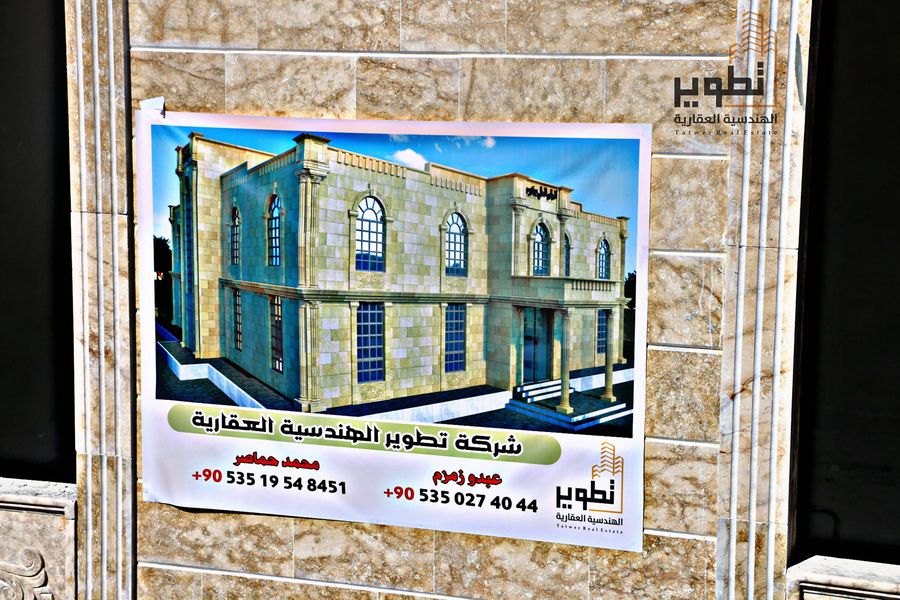 تطوير
الهندسية العقارية
Tatwer Real Estate
شركة تطوير الهندسية العقارية
عبدو زمزم
+90 535 027 40 44
محمد حماصر
+90 535 19 54 8451
تطوير
الهندسية العقارية
Tatwer Real Estate